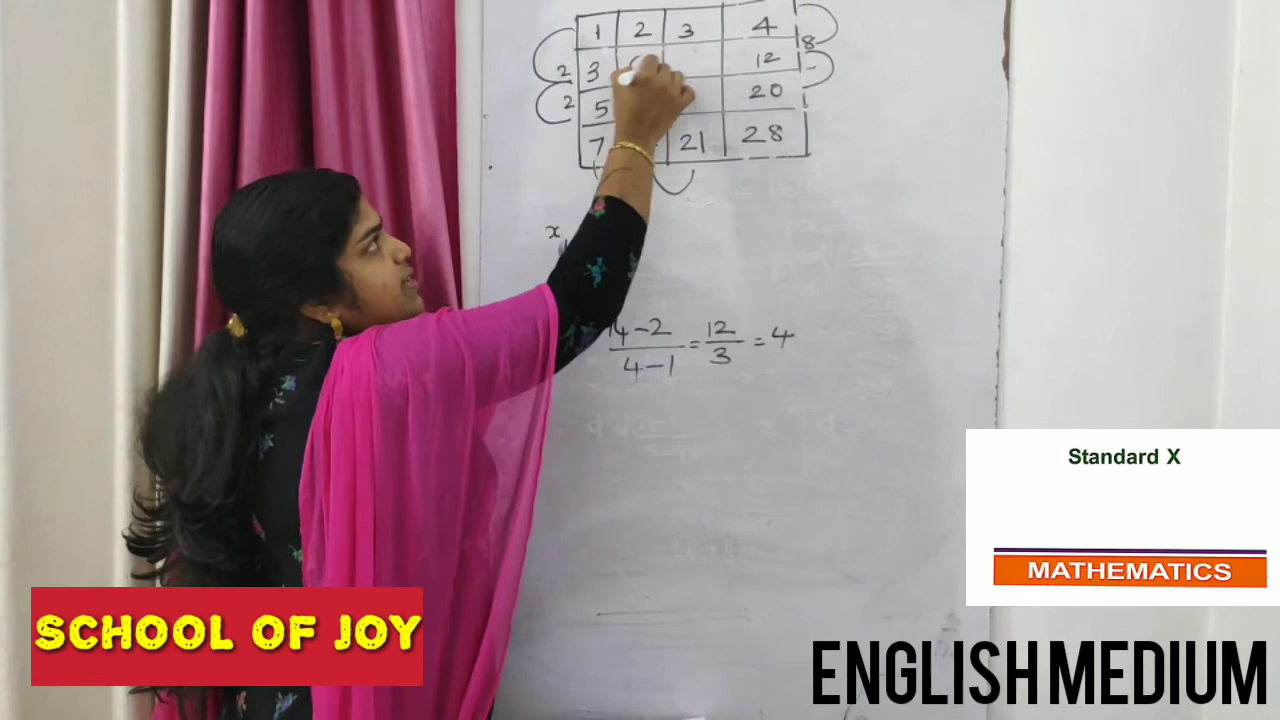 1 2 3 4
8
2 3 12
2 5 20
7 21 28
x
4-2 = 12 = 4
4-1 3
Standard X
MATHEMATICS
SCHOOL OF JOY
ENGLISH MEDIUM